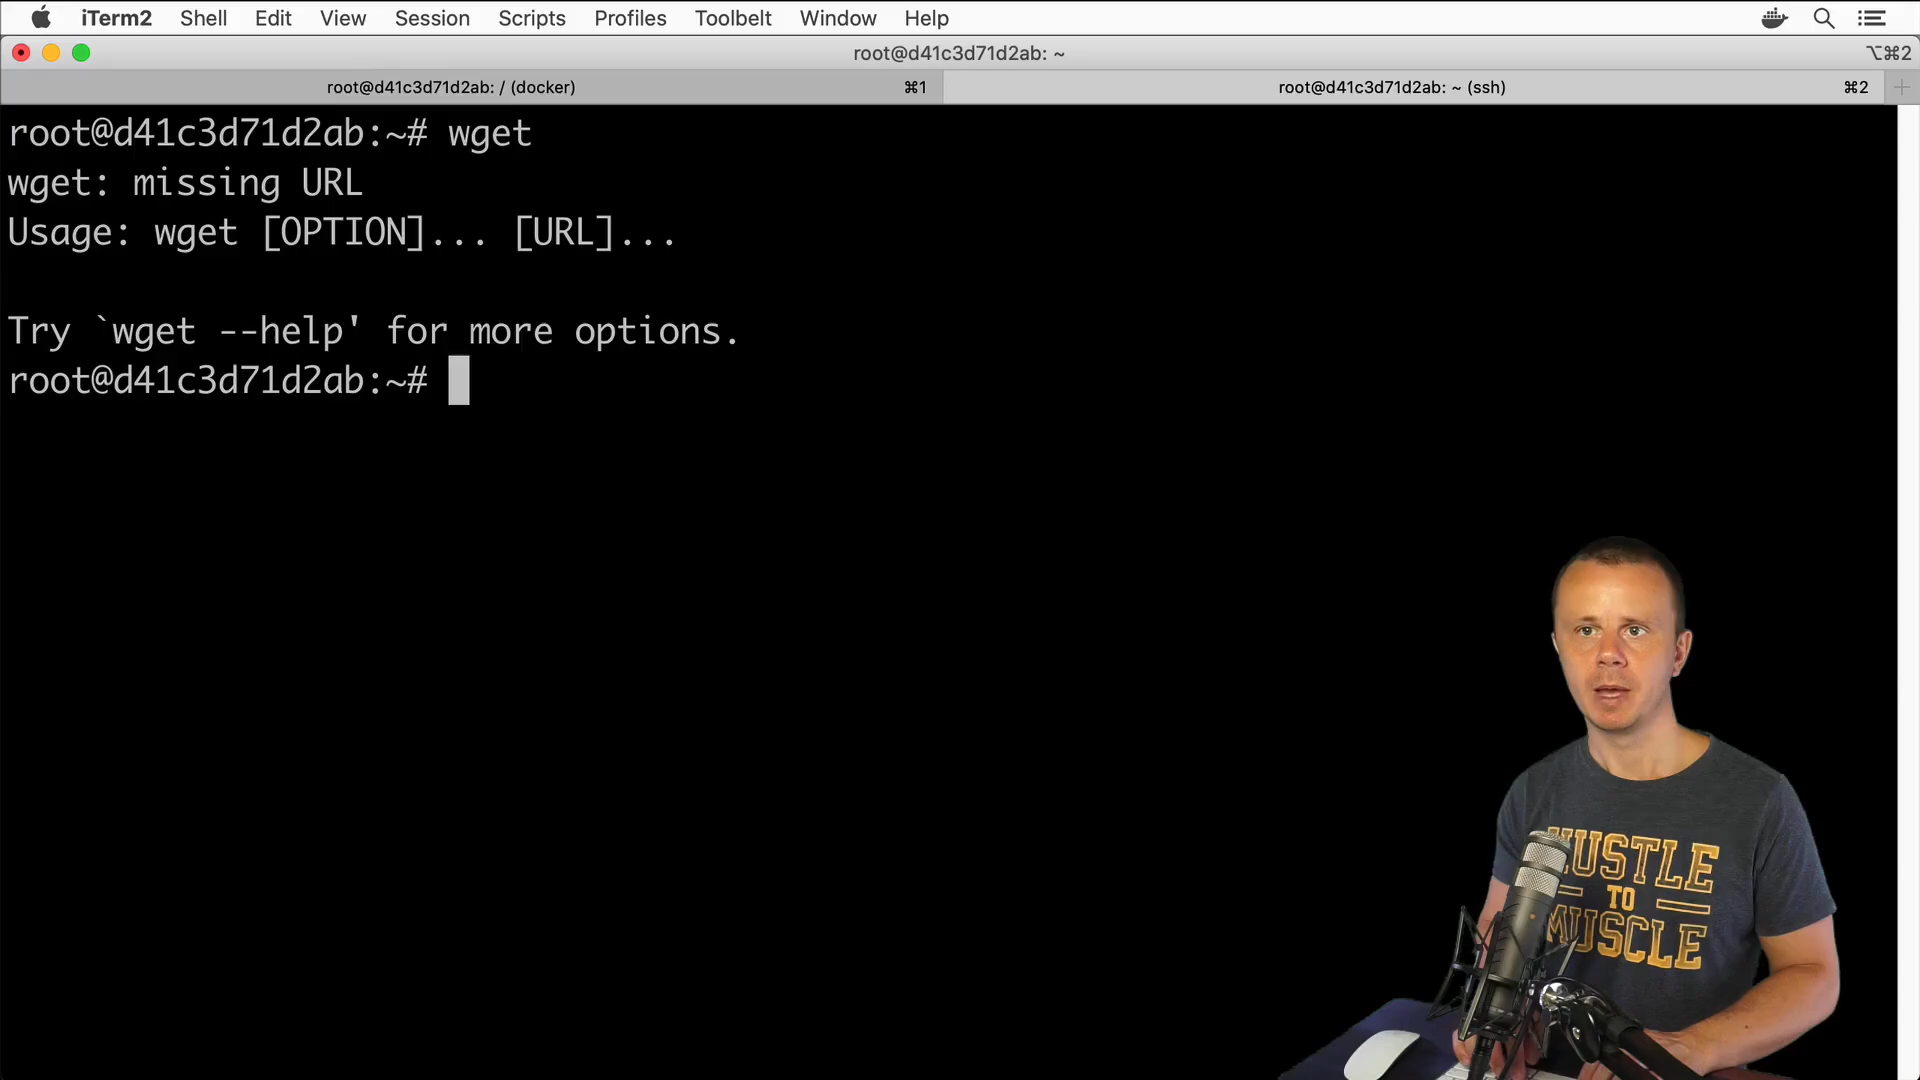 iTerm2 Shell Edit View Session Scripts Profiles Toolbelt Window Help
root@d41c3d71d2ab: ~
⌥⌘2
root@d41c3d71d2ab: / (docker) ⌘1 root@d41c3d71d2ab: ~ (ssh) ⌘2
root@d41c3d71d2ab:~# wget
wget: missing URL
Usage: wget [OPTION]... [URL]...
Try `wget --help' for more options.
root@d41c3d71d2ab:~#
HUSTLE
TO
MUSCLE